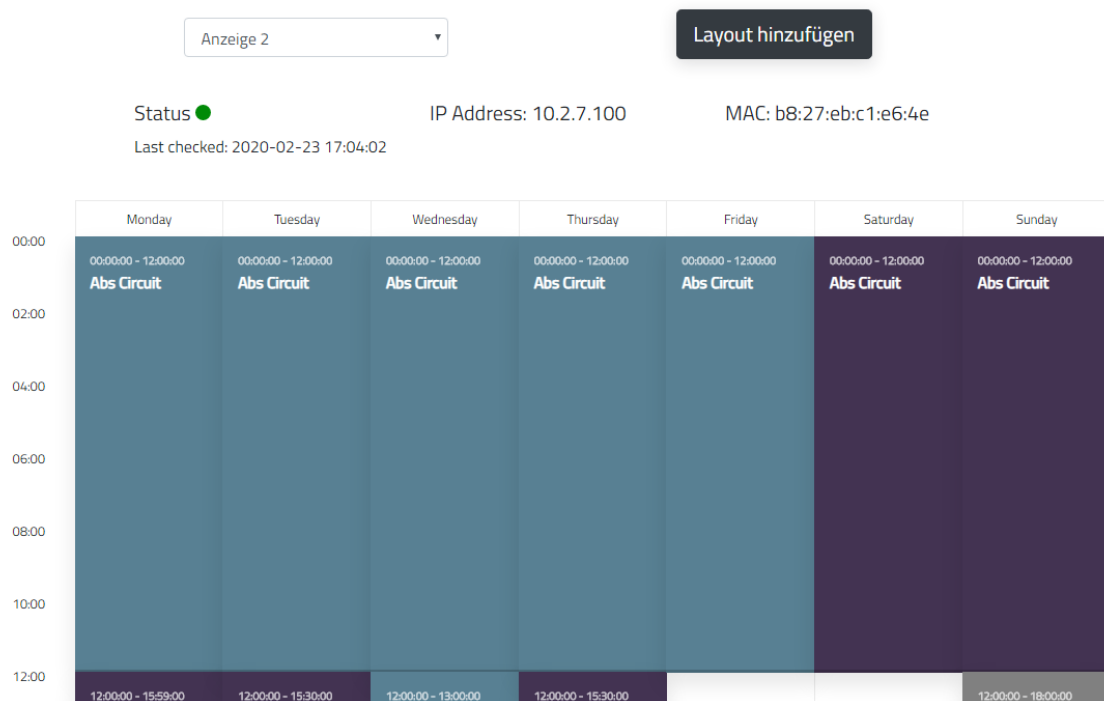 Anzeige 2
Layout hinzufügen
Status
IP Address: 10.2.7.100
MAC: b8:27:eb:c1:e6:4e
Last checked: 2020-02-23 17:04:02
Monday Tuesday Wednesday Thursday Friday Saturday Sunday
00:00
00:00:00 - 12:00:00 00:00:00 - 12:00:00 00:00:00 - 12:00:00 00:00:00 - 12:00:00 00:00:00 - 12:00:00 00:00:00 - 12:00:00 00:00:00 - 12:00:00
Abs Circuit Abs Circuit Abs Circuit Abs Circuit Abs Circuit Abs Circuit Abs Circuit
02:00
04:00
06:00
08:00
10:00
12:00
12:00:00 - 15:59:00 12:00:00 - 15:30:00 12:00:00 - 13:00:00 12:00:00 - 15:30:00 12:00:00 - 18:00:00